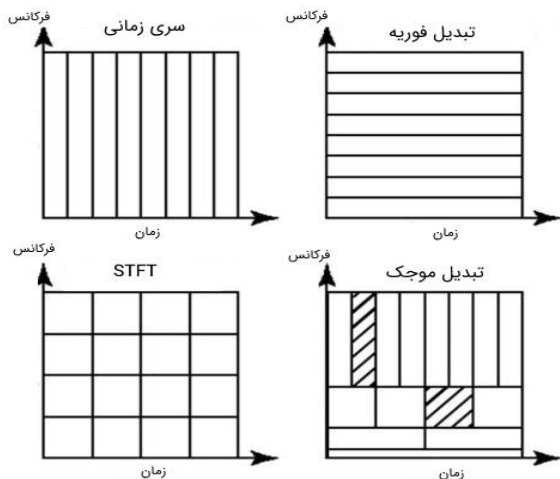 فرکانس
سری زمانی
زمان
فرکانس
تبدیل فوریه
زمان
فرکانس
STFT
زمان
فرکانس
تبدیل موجک
زمان